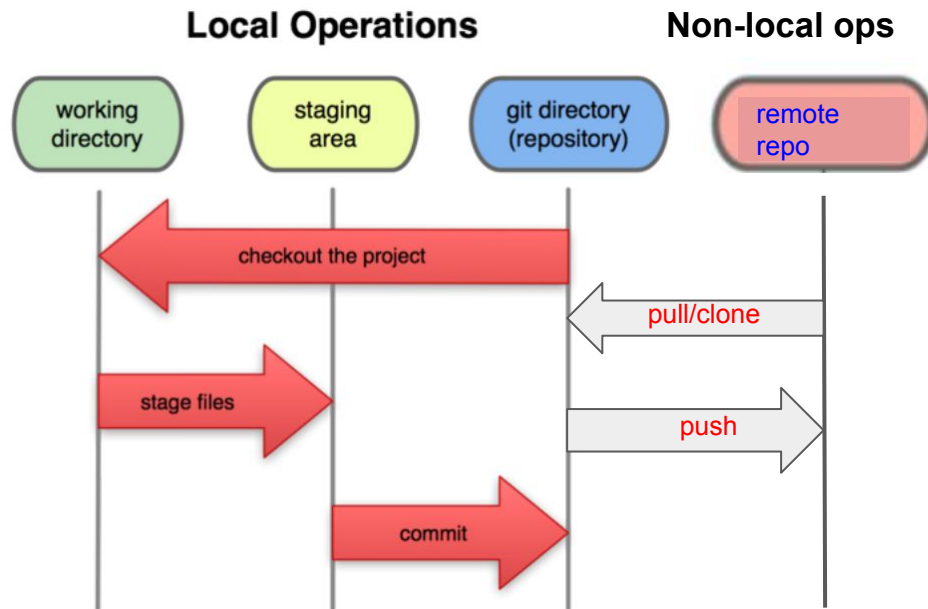 Local Operations
Non-local ops
working
directory
staging
area
git directory
(repository)
remote
repo
checkout the project
pull/clone
stage files
push
commit